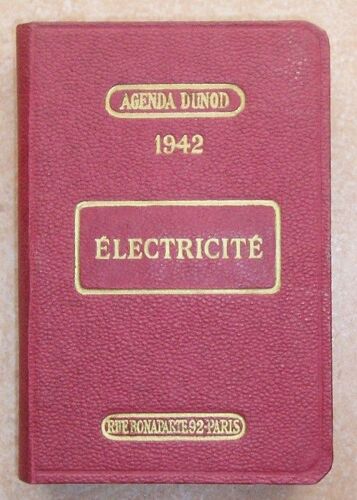 AGENDA DUNOD
1942
ÉLECTRICITÉ
RUE BONAPARTE 92-PARIS